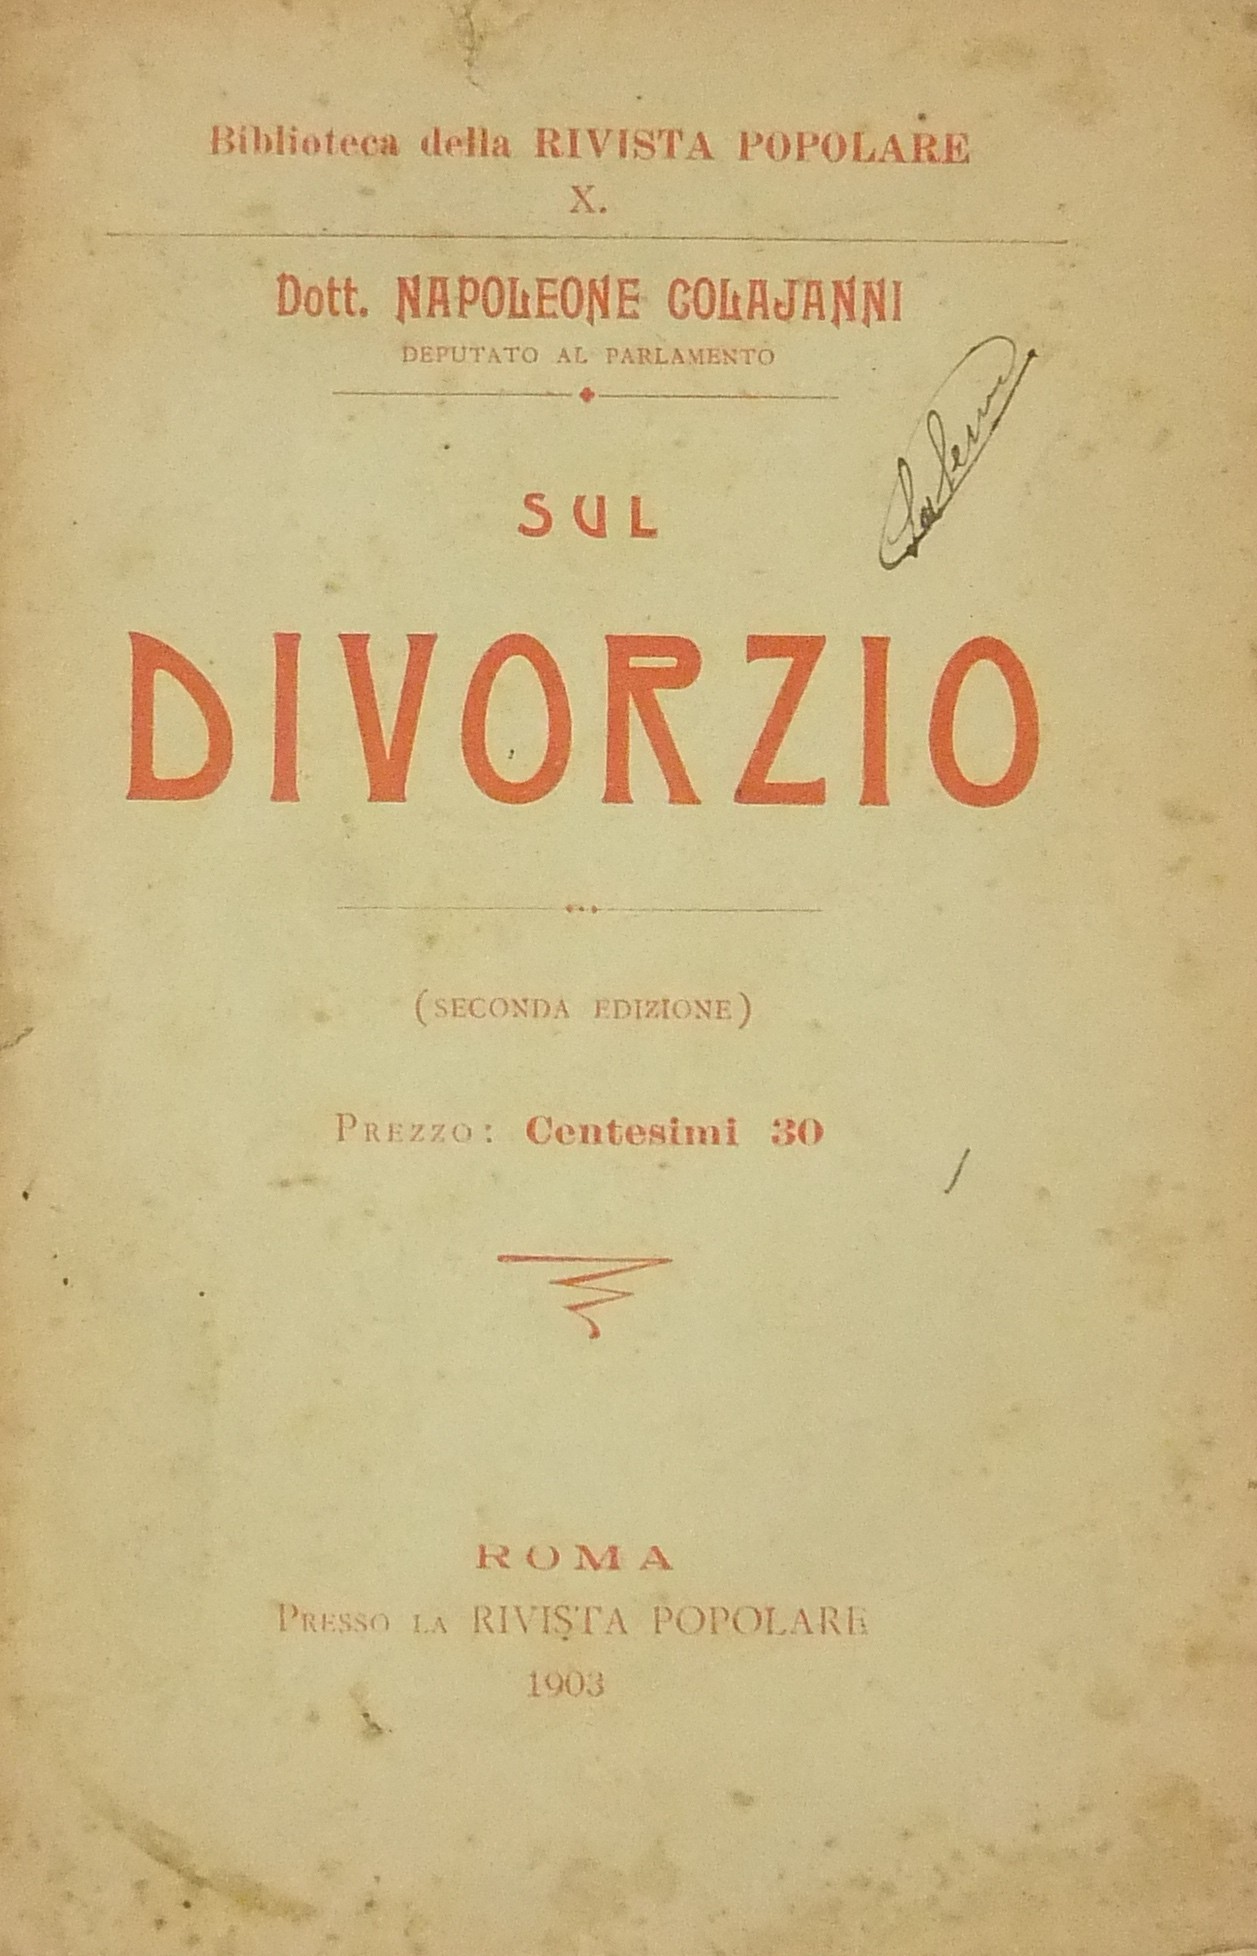 Biblioteca della RIVISTA POPOLARE
X.
Dott. NAPOLEONE COLAJANNI
DEPUTATO AL PARLAMENTO
SUL
DIVORZIO
(SECONDA EDIZIONE)
PREZZO: Centesimi 30
ROMA
PRESSO LA RIVISTA POPOLARE
1903